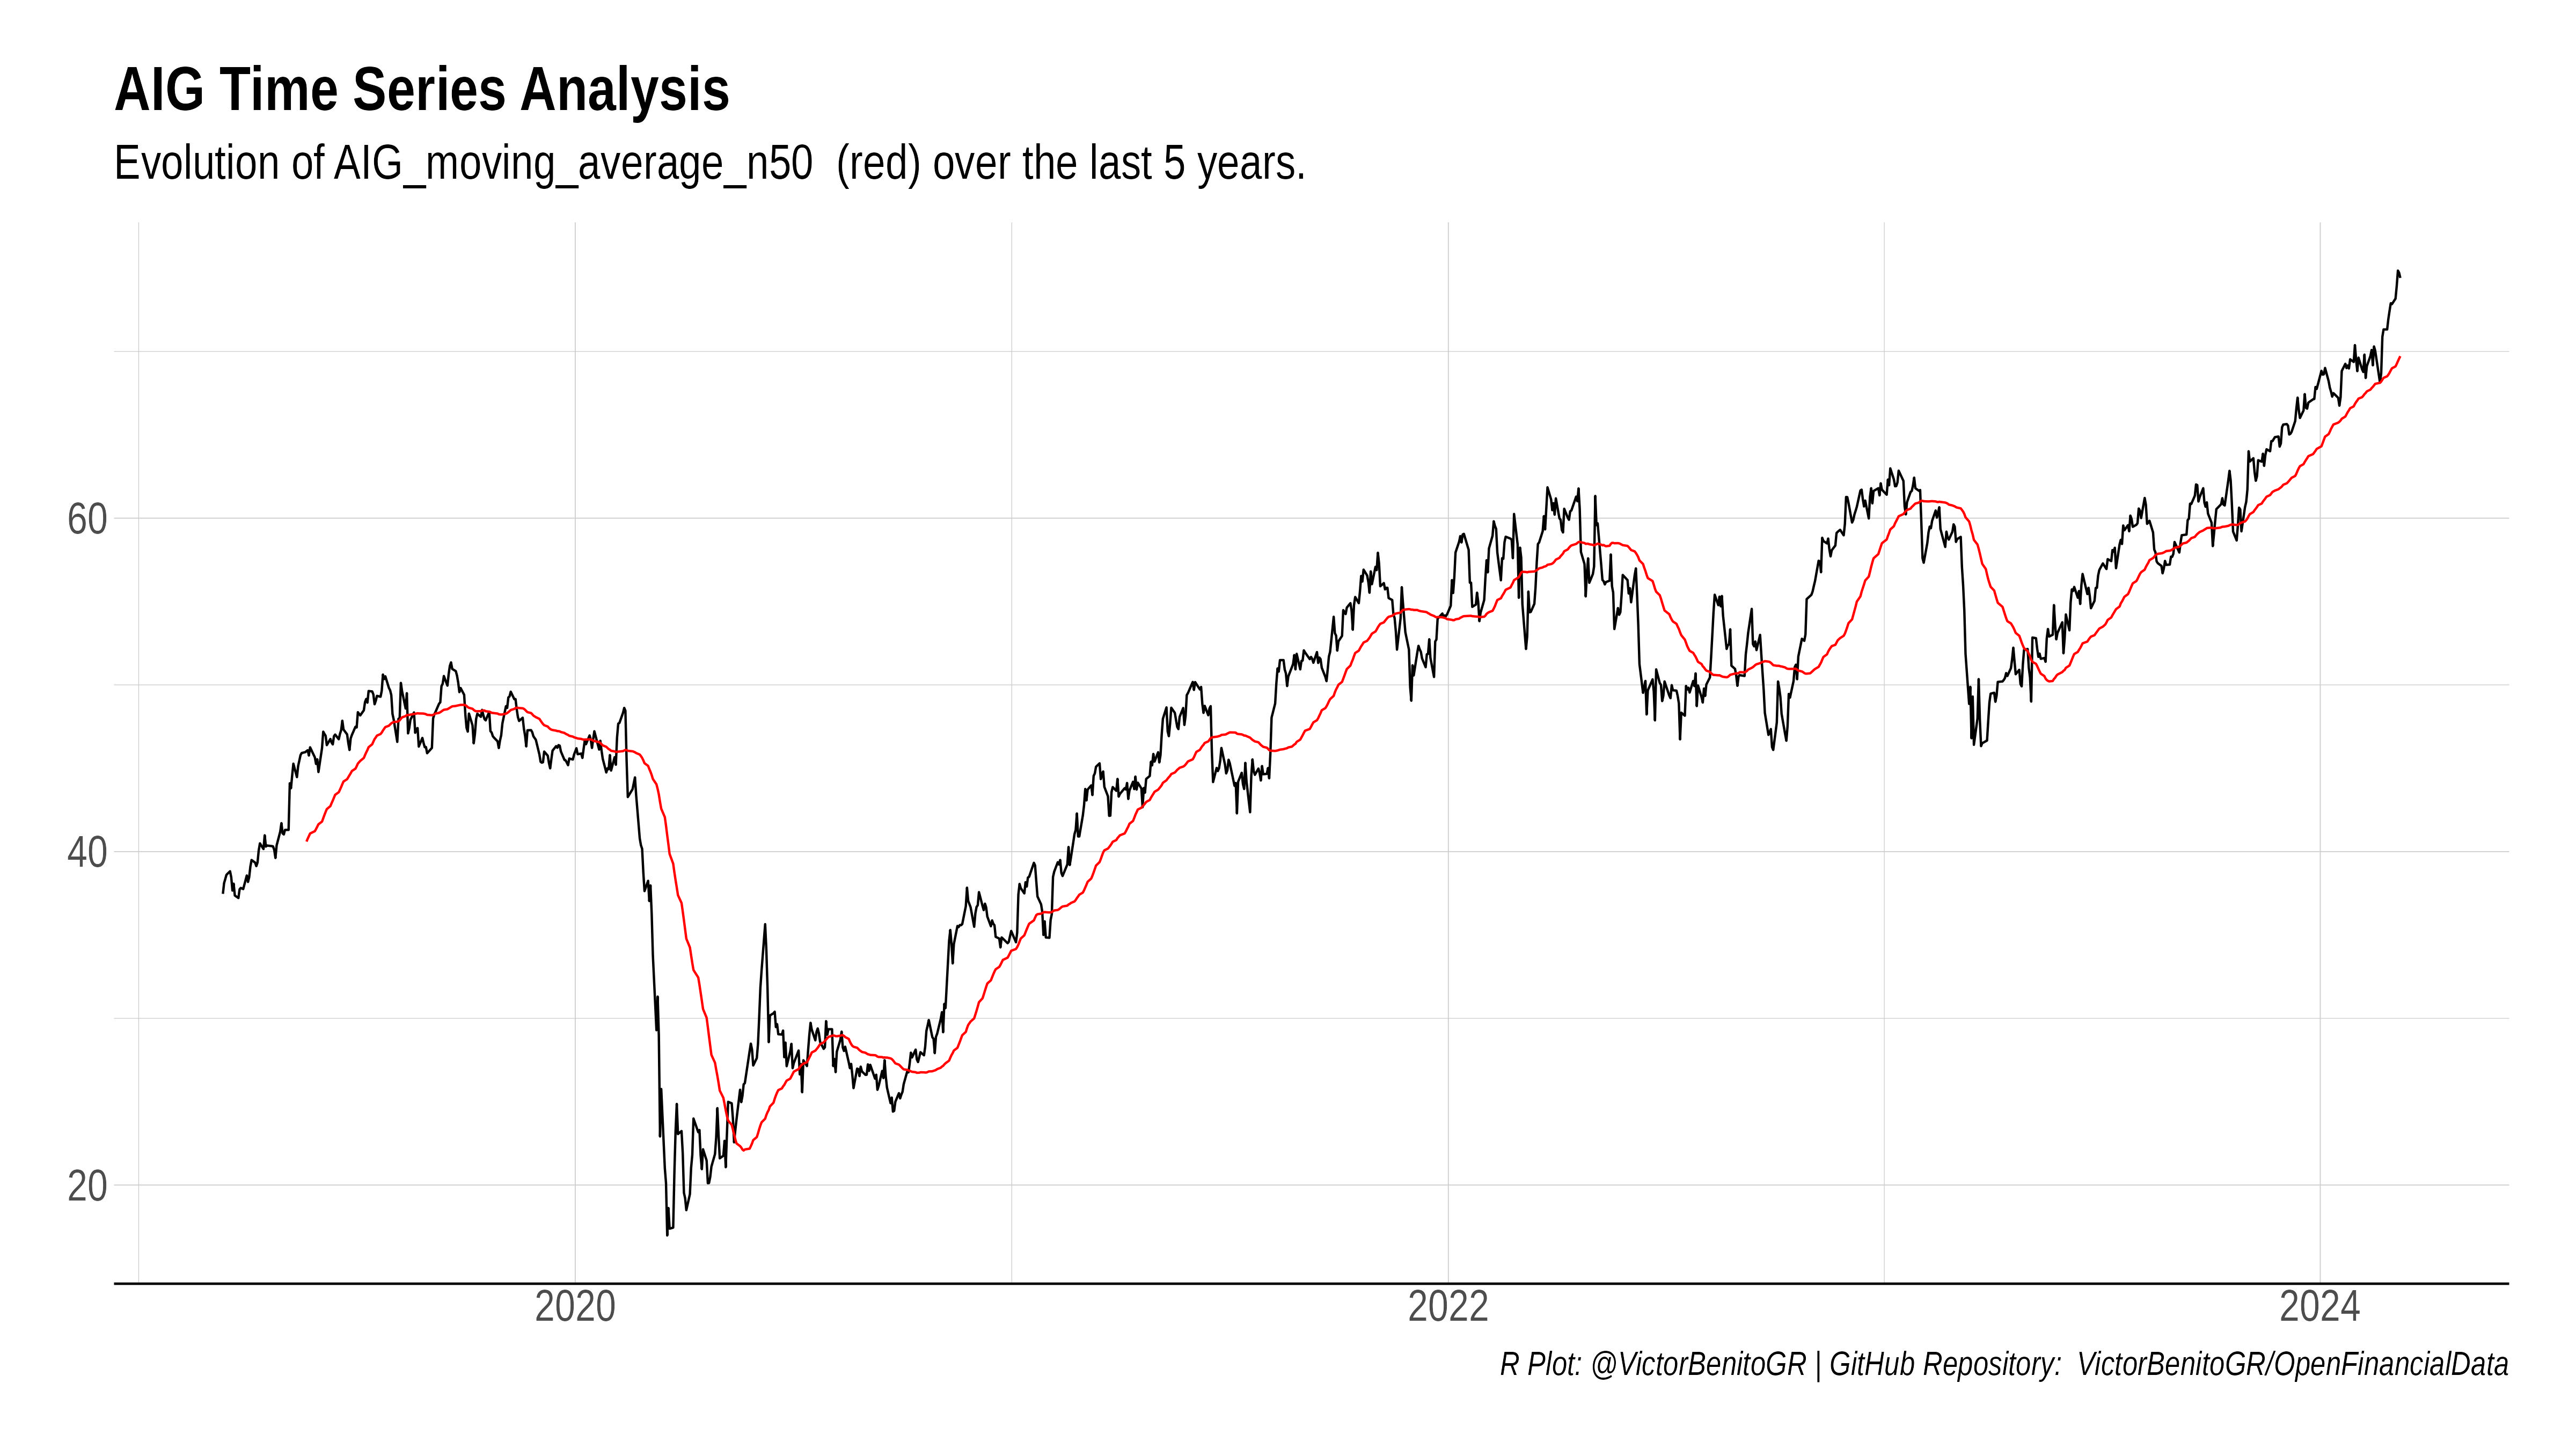 AIG Time Series Analysis
Evolution of AIG_moving_average_n50  (red) over the last 5 years.
60
40
20
2020 2022 2024
R Plot: @VictorBenitoGR | GitHub Repository:  VictorBenitoGR/OpenFinancialData